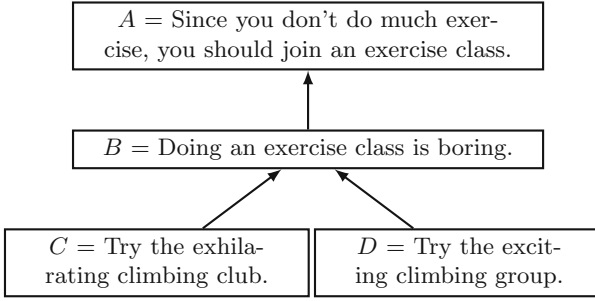 A = Since you don't do much exer-
cise, you should join an exercise class.
B = Doing an exercise class is boring.
C = Try the exhila-
rating climbing club.
D = Try the excit-
ing climbing group.